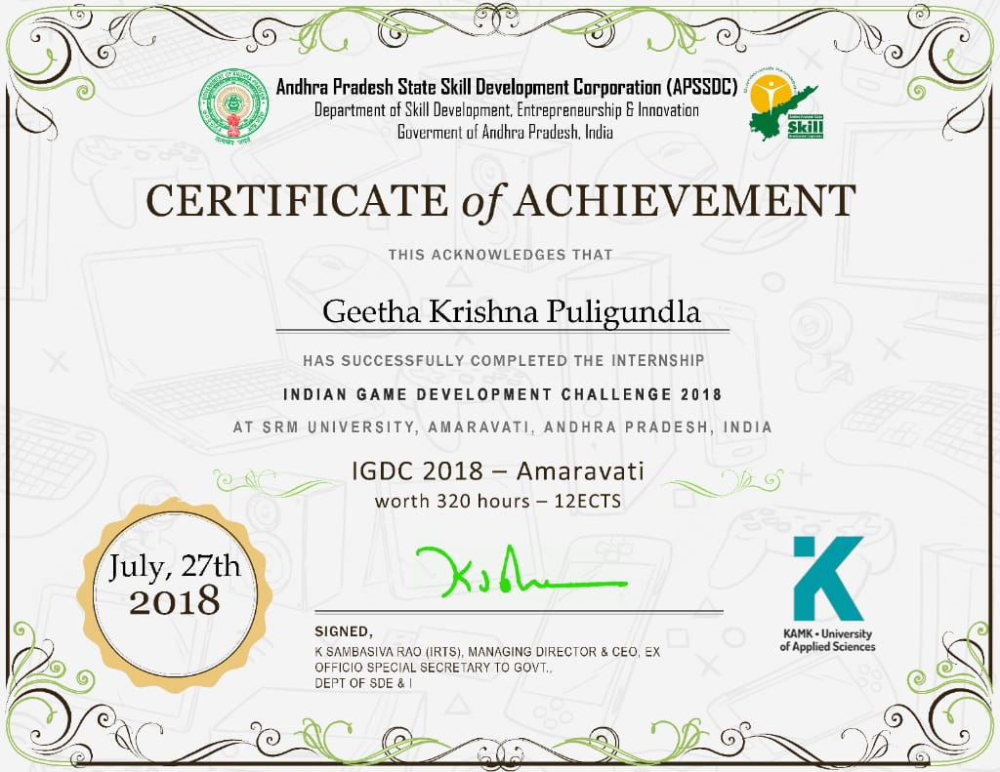 Andhra Pradesh State Skill Development Corporation (APSSDC)
Department of Skill Development, Entrepreneurship & Innovation
Goverment of Andhra Pradesh, India
Skill
CERTIFICATE of ACHIEVEMENT
THIS ACKNOWLEDGES THAT
Geetha Krishna Puligundla
HAS SUCCESSFULLY COMPLETED THE INTERNSHIP
INDIAN GAME DEVELOPMENT CHALLENGE 2018
AT SRM UNIVERSITY, AMARAVATI, ANDHRA PRADESH, INDIA
IGDC 2018 – Amaravati
worth 320 hours – 12ECTS
July, 27th
2018
SIGNED,
K SAMBASIVA RAO (IRTS), MANAGING DIRECTOR & CEO, EX
OFFICIO SPECIAL SECRETARY TO GOVT.,
DEPT OF SDE & I
KAMK • University
of Applied Sciences